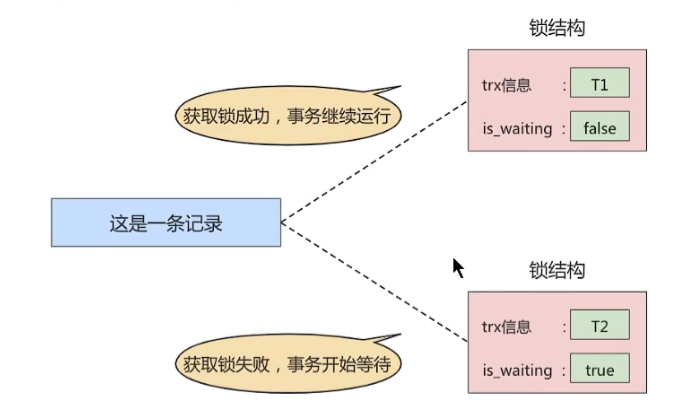 锁结构
trx信息 : T1
获取锁成功，事务继续运行
is_waiting : false
这是一条记录
锁结构
trx信息 : T2
获取锁失败，事务开始等待
is_waiting : true